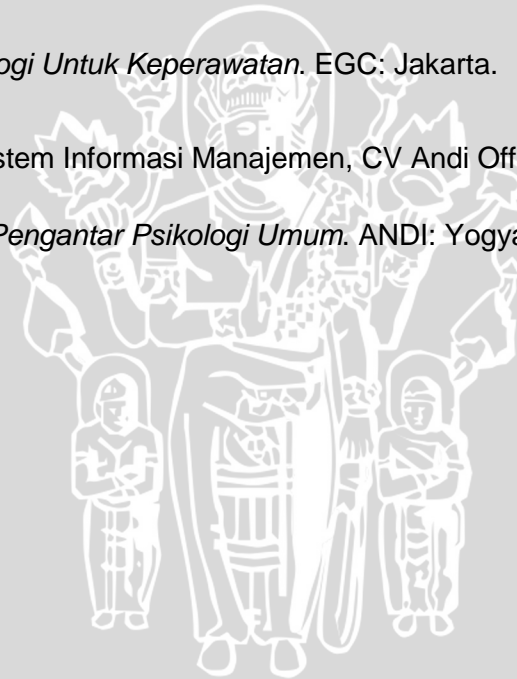 ogi Untuk Keperawatan. EGC: Jakarta.
stem Informasi Manajemen, CV Andi Off
Pengantar Psikologi Umum. ANDI: Yogya